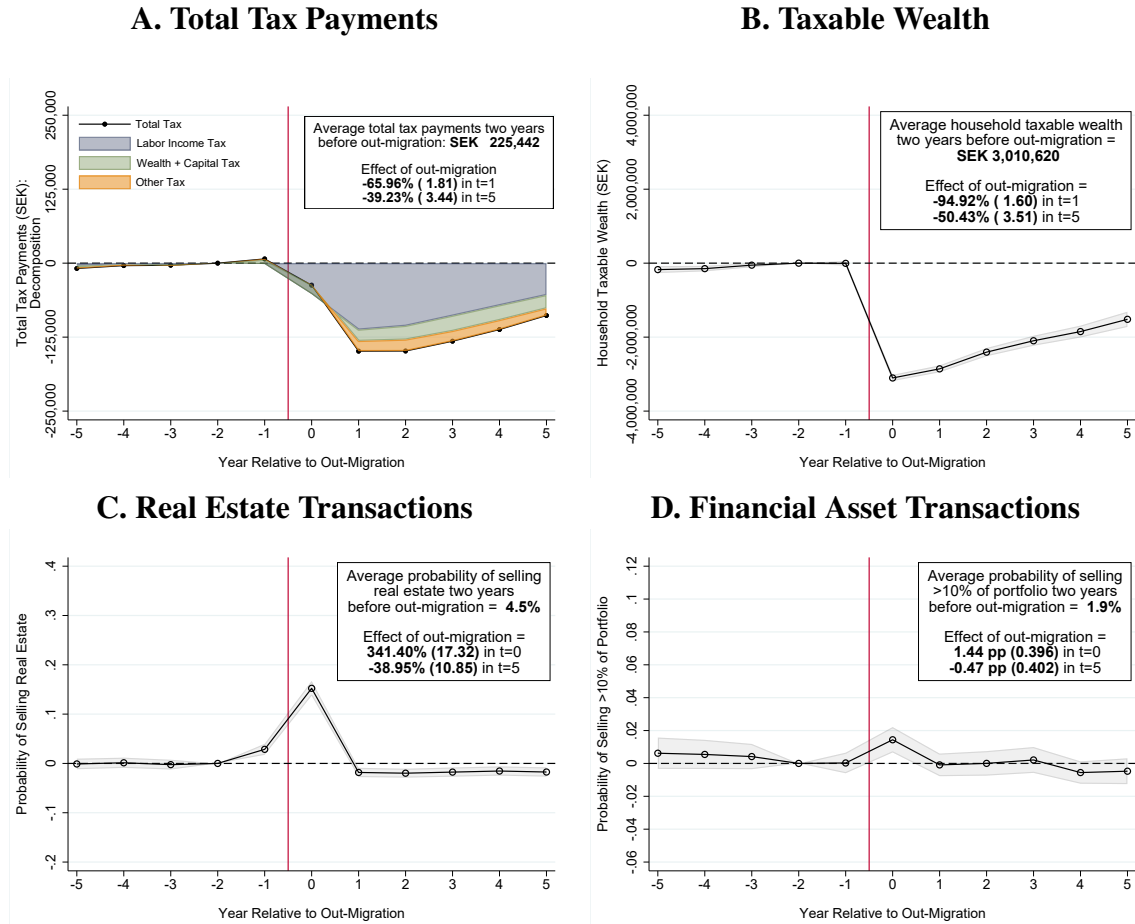 A. Total Tax Payments
Total Tax Payments (SEK):
Decomposition
250,000
125,000
0
-125,000
-250,000
Total Tax
Labor Income Tax
Wealth + Capital Tax
Other Tax
Average total tax payments two years
before out-migration: SEK 225,442
Effect of out-migration
-65.96% ( 1.81) in t=1
-39.23% ( 3.44) in t=5
-5 -4 -3 -2 -1 0 1 2 3 4 5
Year Relative to Out-Migration
B. Taxable Wealth
Household Taxable Wealth (SEK)
4,000,000
2,000,000
0
-2,000,000
-4,000,000
Average household taxable wealth
two years before out-migration =
SEK 3,010,620
Effect of out-migration =
-94.92% ( 1.60) in t=1
-50.43% ( 3.51) in t=5
-5 -4 -3 -2 -1 0 1 2 3 4 5
Year Relative to Out-Migration
C. Real Estate Transactions
Probability of Selling Real Estate
.4
.3
.2
.1
0
-.1
-.2
Average probability of selling
real estate two years
before out-migration = 4.5%
Effect of out-migration =
341.40% (17.32) in t=0
-38.95% (10.85) in t=5
-5 -4 -3 -2 -1 0 1 2 3 4 5
Year Relative to Out-Migration
D. Financial Asset Transactions
Probability of Selling >10% of Portfolio
.12
.1
.08
.06
.04
.02
0
-.02
-.04
-.06
Average probability of selling
>10% of portfolio two years
before out-migration = 1.9%
Effect of out-migration =
1.44 pp (0.396) in t=0
-0.47 pp (0.402) in t=5
-5 -4 -3 -2 -1 0 1 2 3 4 5
Year Relative to Out-Migration